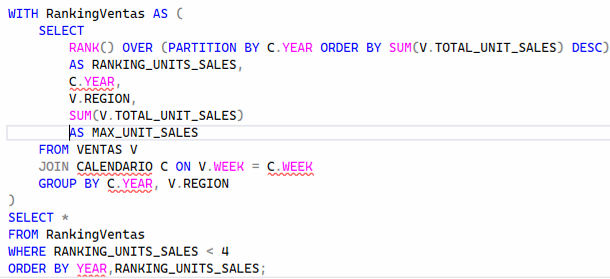 WITH RankingVentas AS (
SELECT
RANK() OVER (PARTITION BY C.YEAR ORDER BY SUM(V.TOTAL_UNIT_SALES) DESC)
AS RANKING_UNITS_SALES,
C.YEAR,
V.REGION,
SUM(V.TOTAL_UNIT_SALES)
AS MAX_UNIT_SALES
FROM VENTAS V
JOIN CALENDARIO C ON V.WEEK = C.WEEK
GROUP BY C.YEAR, V.REGION
)
SELECT *
FROM RankingVentas
WHERE RANKING_UNITS_SALES < 4
ORDER BY YEAR,RANKING_UNITS_SALES;